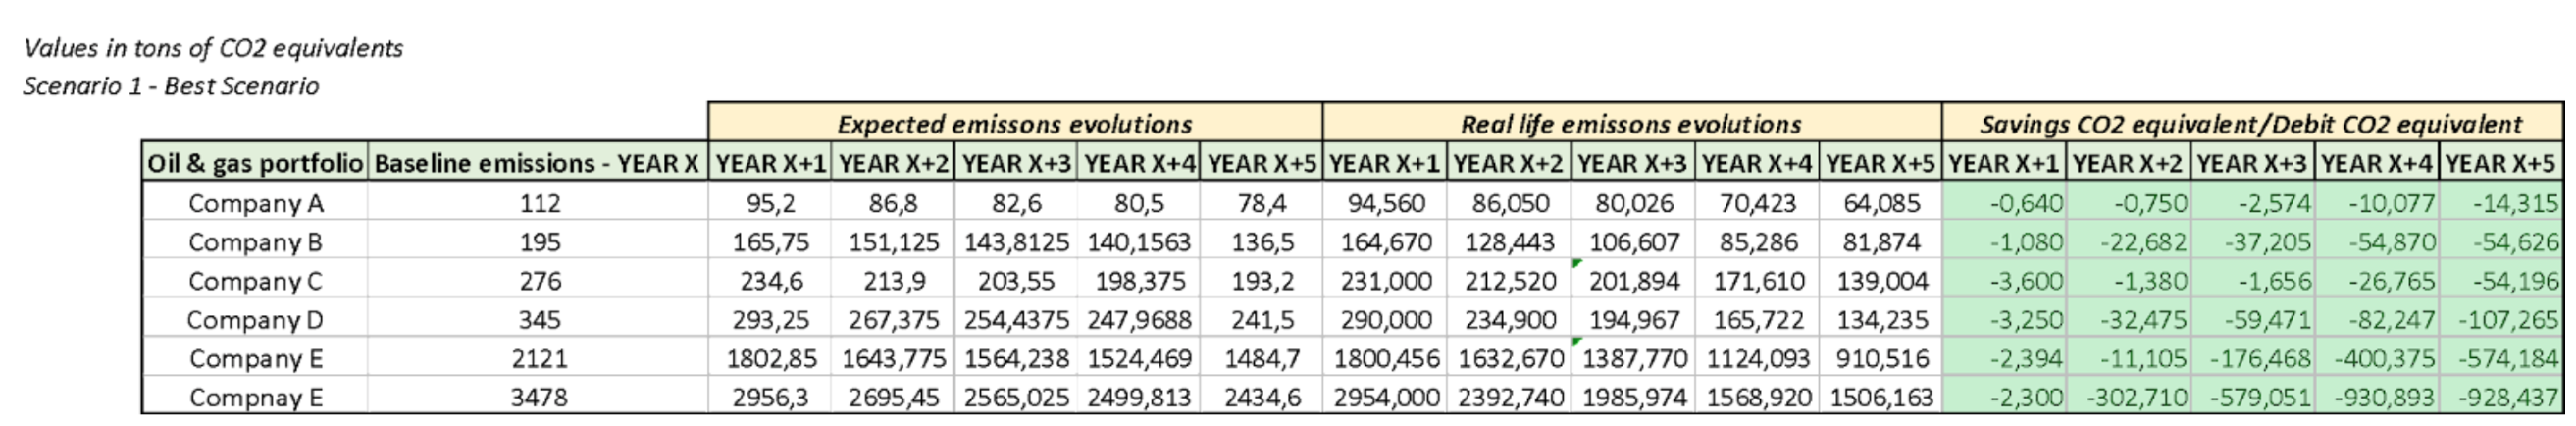 Values in tons of CO2 equivalents
Scenario 1 - Best Scenario
Expected emissons evolutions Real life emissons evolutions Savings CO2 equivalent/Debit CO2 equivalent
Oil & gas portfolio Baseline emissions - YEAR X YEAR X+1 YEAR X+2 YEAR X+3 YEAR X+4 YEAR X+5 YEAR X+1 YEAR X+2 YEAR X+3 YEAR X+4 YEAR X+5 YEAR X+1 YEAR X+2 YEAR X+3 YEAR X+4 YEAR X+5
Company A 112 95,2 86,8 82,6 80,5 78,4 94,560 86,050 80,026 70,423 64,085 -0,640 -0,750 -2,574 -10,077 -14,315
Company B 195 165,75 151,125 143,8125 140,1563 136,5 164,670 128,443 106,607 85,286 81,874 -1,080 -22,682 -37,205 -54,870 -54,626
Company C 276 234,6 213,9 203,55 198,375 193,2 231,000 212,520 201,894 171,610 139,004 -3,600 -1,380 -1,656 -26,765 -54,196
Company D 345 293,25 267,375 254,4375 247,9688 241,5 290,000 234,900 194,967 165,722 134,235 -3,250 -32,475 -59,471 -82,247 -107,265
Company E 2121 1802,85 1643,775 1564,238 1524,469 1484,7 1800,456 1632,670 1387,770 1124,093 910,516 -2,394 -11,105 -176,468 -400,375 -574,184
Compnay E 3478 2956,3 2695,45 2565,025 2499,813 2434,6 2954,000 2392,740 1985,974 1568,920 1506,163 -2,300 -302,710 -579,051 -930,893 -928,437